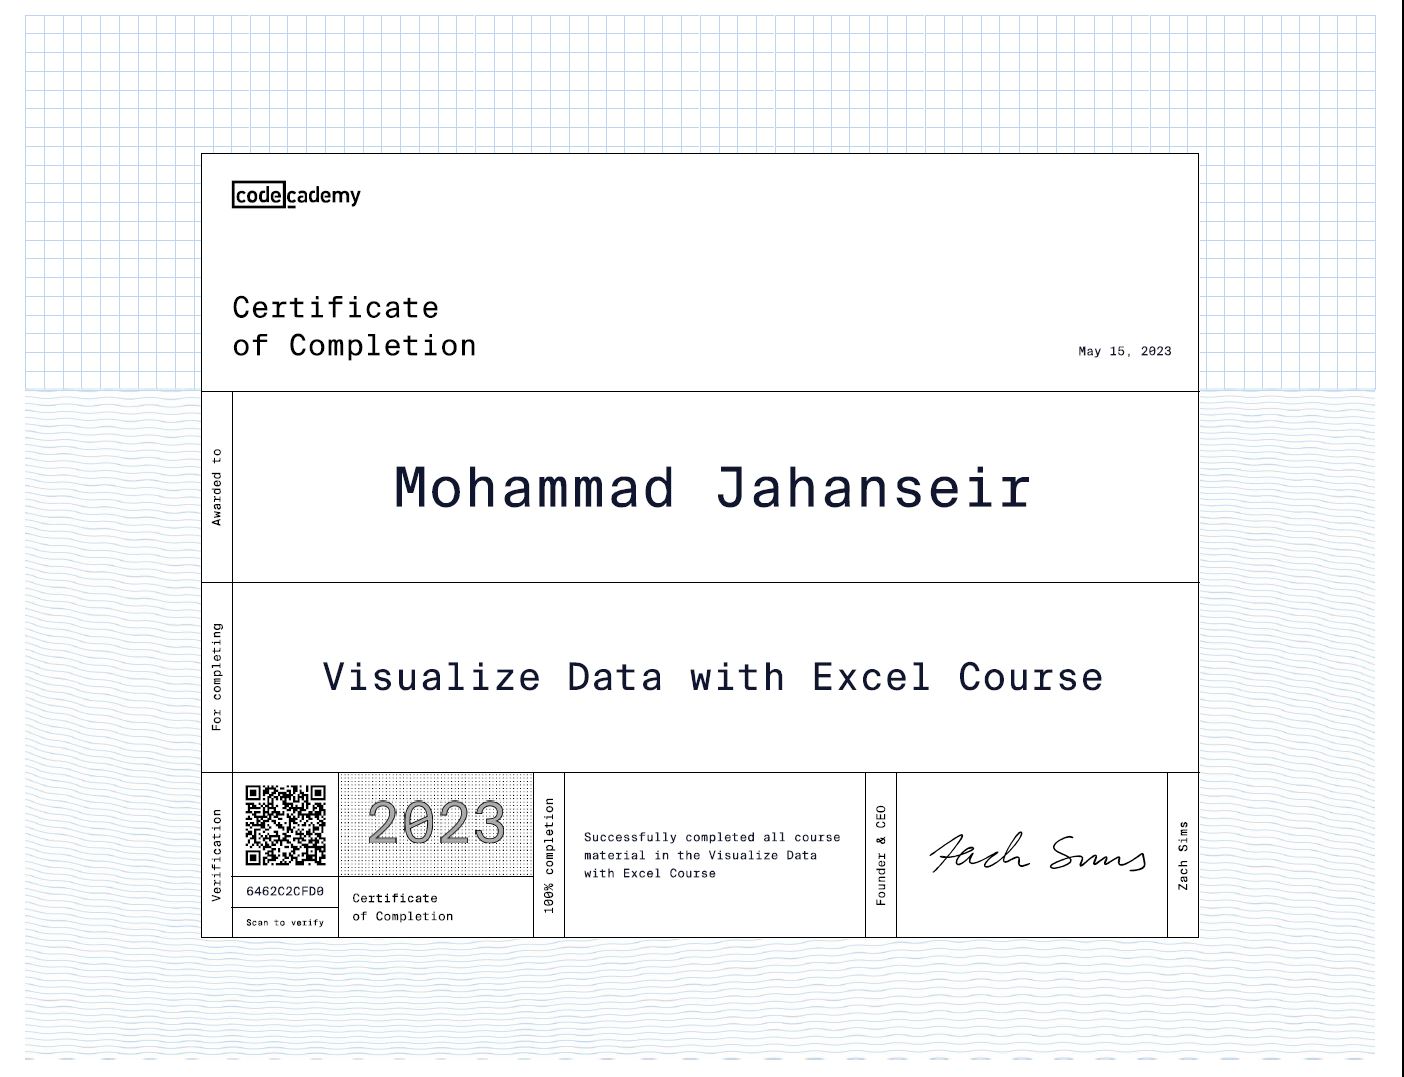 codecademy
Certificate
of Completion
May 15, 2023
Awarded to
Mohammad Jahanseir
For completing
Visualize Data with Excel Course
Verification
6462C2CFD0
Scan to verify
2023
Certificate
of Completion
100% completion
Successfully completed all course
material in the Visualize Data
with Excel Course
Founder & CEO
Zach Sims
Zach Sims